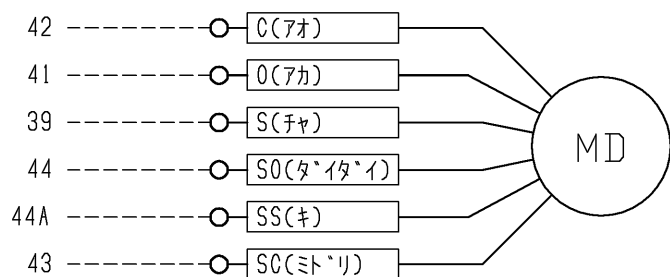 42 C(アオ)
41 O(アカ)
39 S(チャ)
44 SO(ダイダイ)
44A SS(キ)
43 SC(ミドリ)
MD